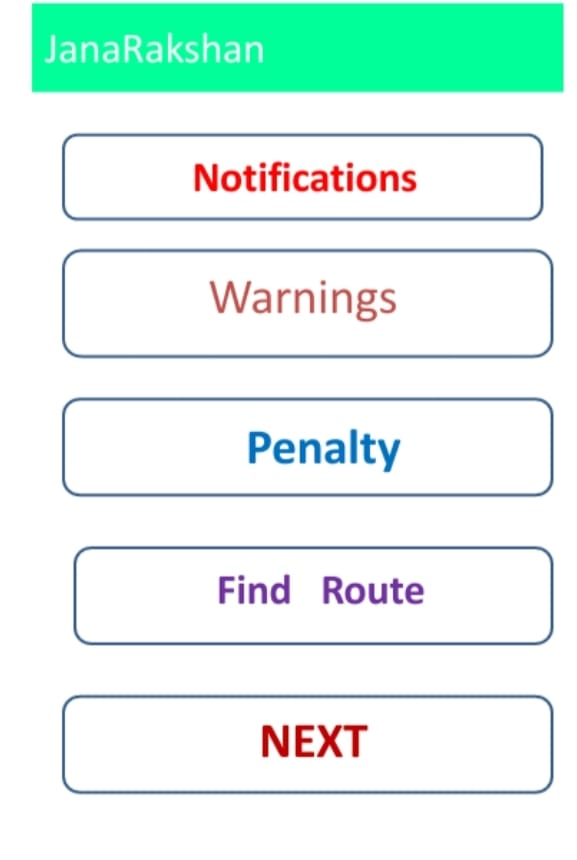 JanaRakshan
Notifications
Warnings
Penalty
Find Route
NEXT